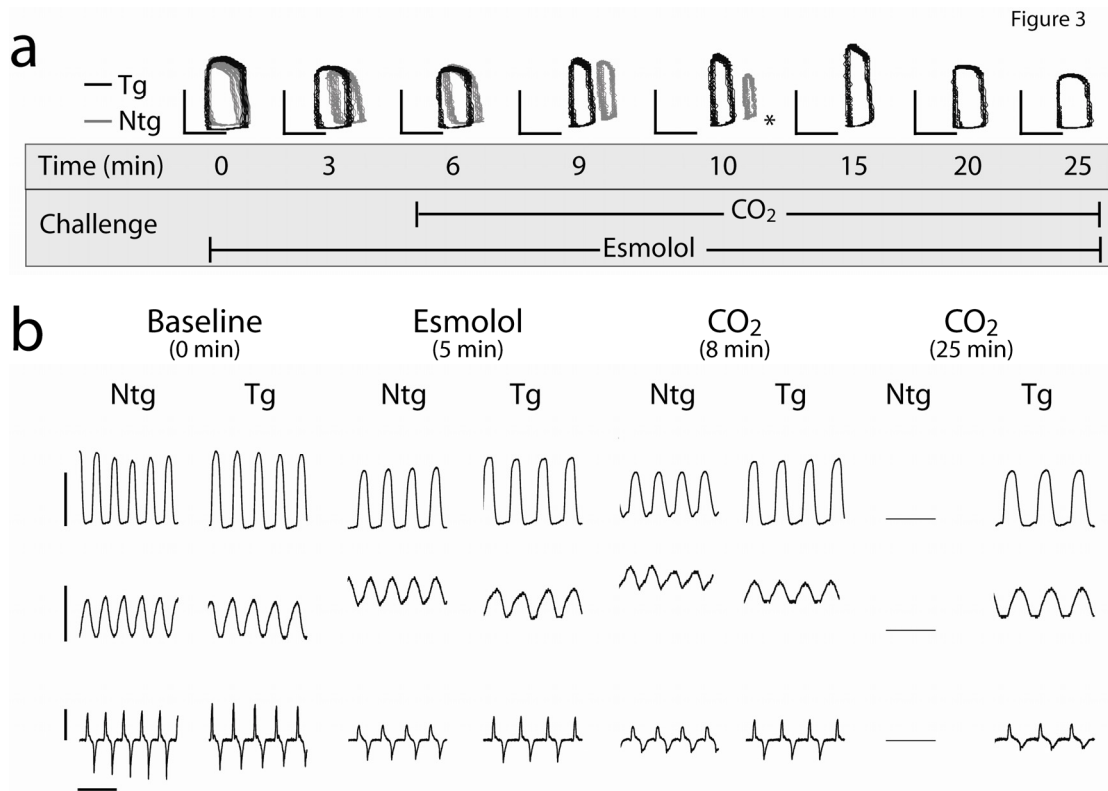 Figure 3
a
Tg
Ntg
*
Time (min) 0 3 6 9 10 15 20 25
Challenge
CO₂
Esmolol
b
Baseline Esmolol CO₂ CO₂
(0 min) (5 min) (8 min) (25 min)
Ntg Tg Ntg Tg Ntg Tg Ntg Tg